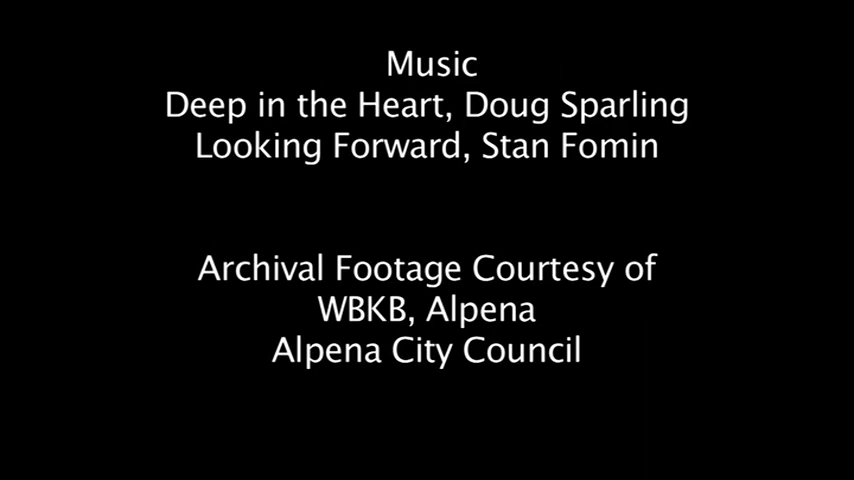 Music
Deep in the Heart, Doug Sparling
Looking Forward, Stan Fomin
Archival Footage Courtesy of
WBKB, Alpena
Alpena City Council